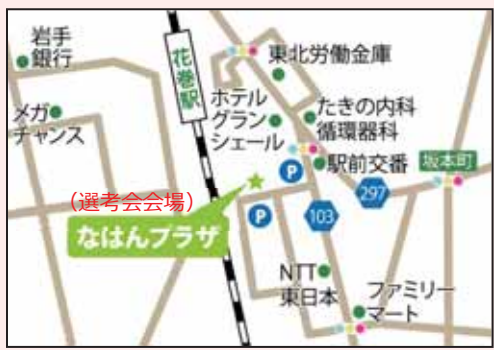 岩手
銀行
花巻駅
東北労働金庫
メガ
チャンス
ホテル
グラン
シェール
たきの内科
循環器科
駅前交番
坂本町
P
297
(選考会会場)
なはんプラザ
P
103
NTT
東日本
ファミリー
マート